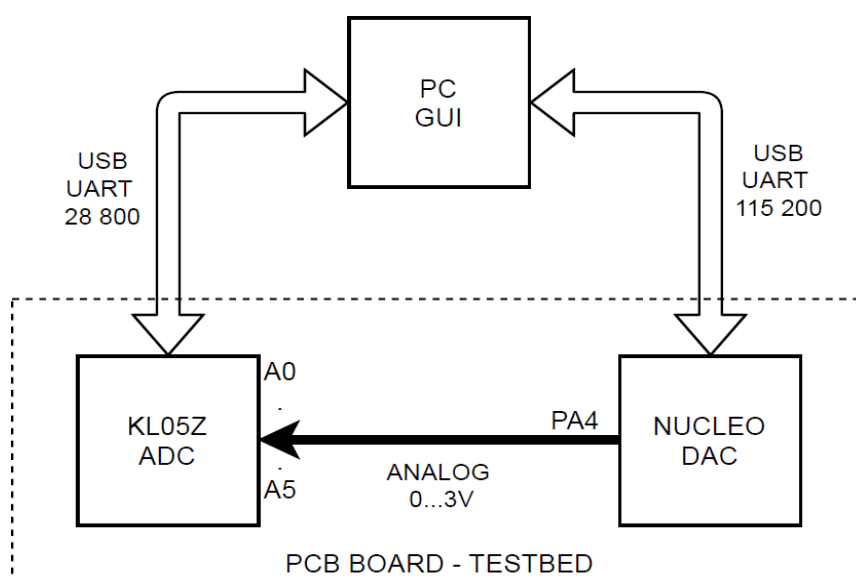 PC
GUI
USB
UART
28 800
USB
UART
115 200
A0
.
.
A5
KL05Z
ADC
PA4
ANALOG
0...3V
NUCLEO
DAC
PCB BOARD - TESTBED